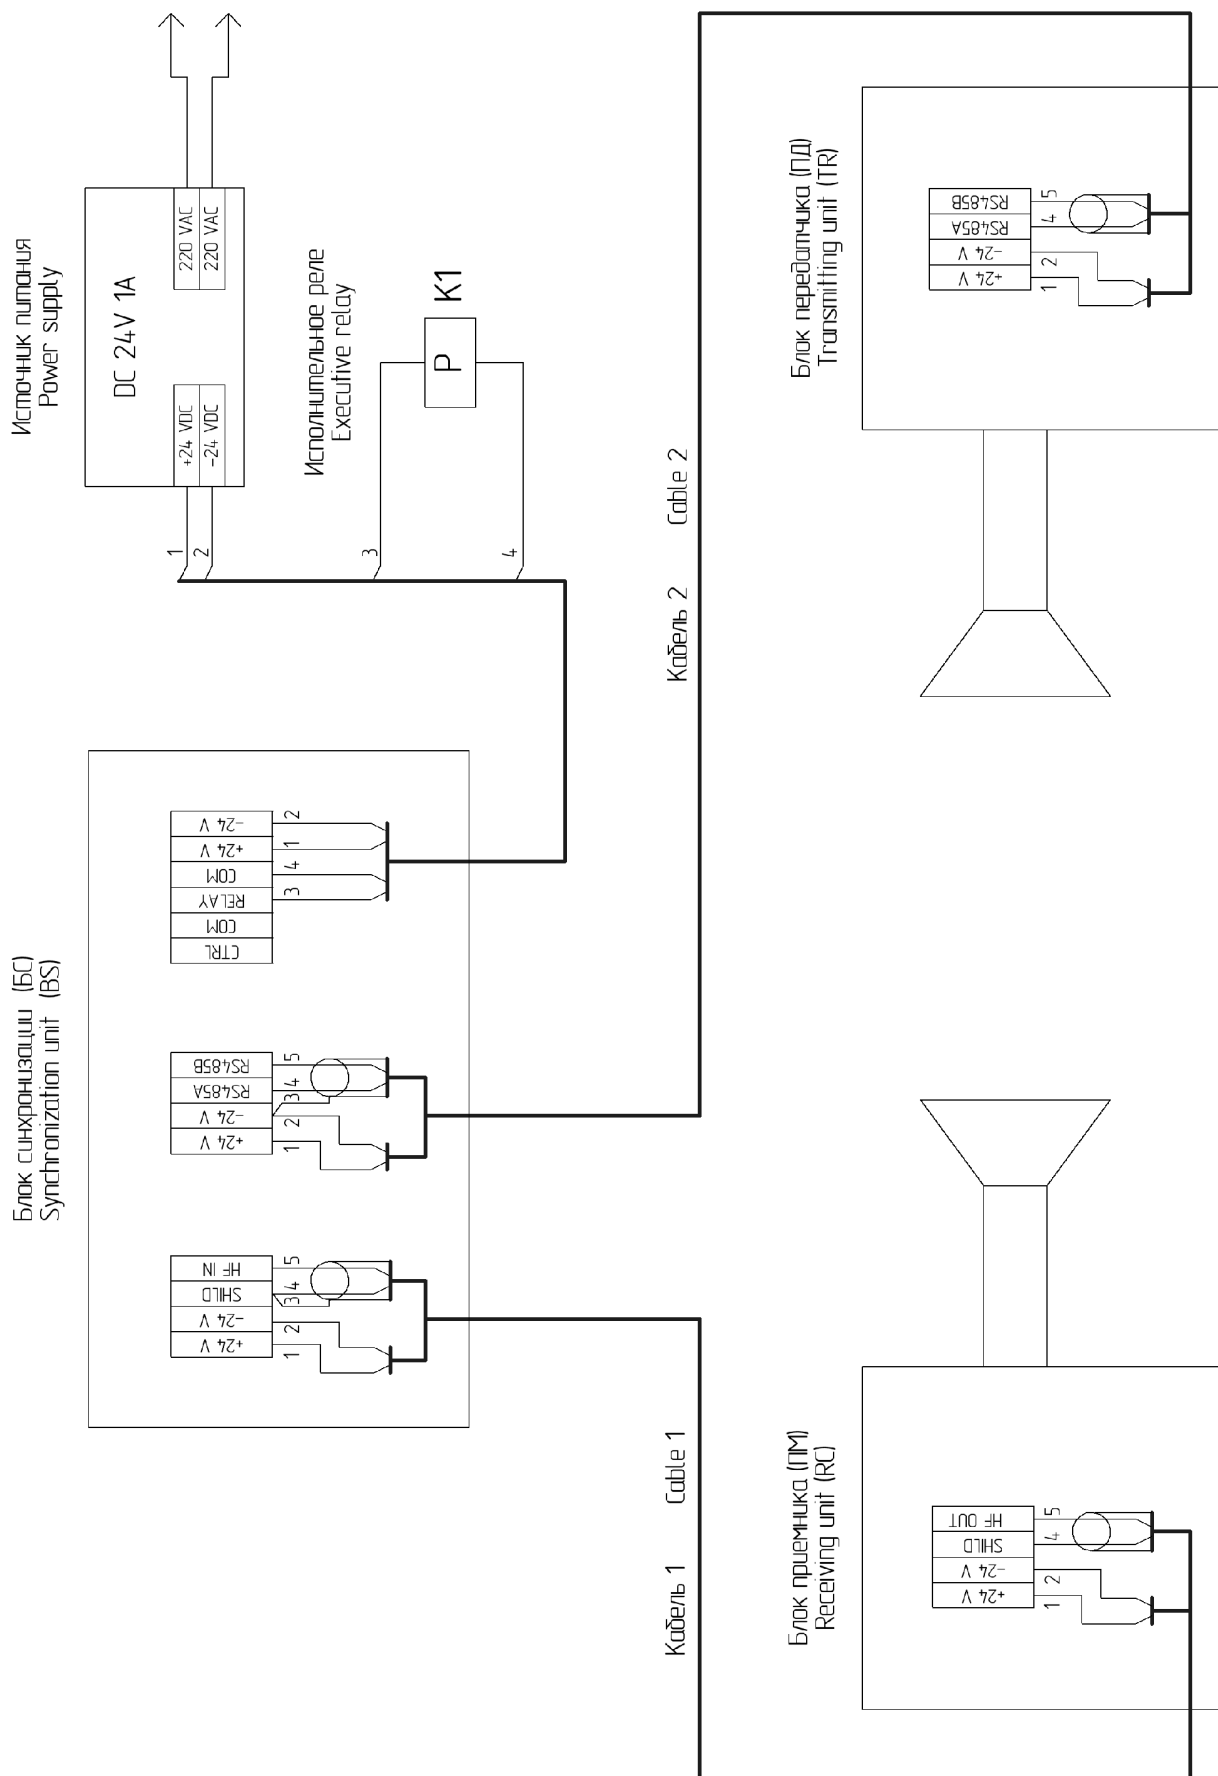 Блок синхронизации (БС)
Synchronization unit (BS)
+24 V
-24 V
SHILD
HF IN
1
2
3
4
5
+24 V
-24 V
RS485A
RS485B
1
2
3
4
5
CTRL
COM
RELAY
COM
+24 V
-24 V
3
4
1
2
Источник питания
Power supply
DC 24V 1A
+24 VDC
-24 VDC
220 VAC
220 VAC
1
2
Исполнительное реле
Executive relay
3
4
P
K1
Кабель 1
Cable 1
Кабель 2
Cable 2
Блок приемника (ПМ)
Receiving unit (RC)
+24 V
-24 V
SHILD
HF OUT
1
2
4
5
Блок передатчика (ПД)
Transmitting unit (TR)
+24 V
-24 V
RS485A
RS485B
1
2
4
5